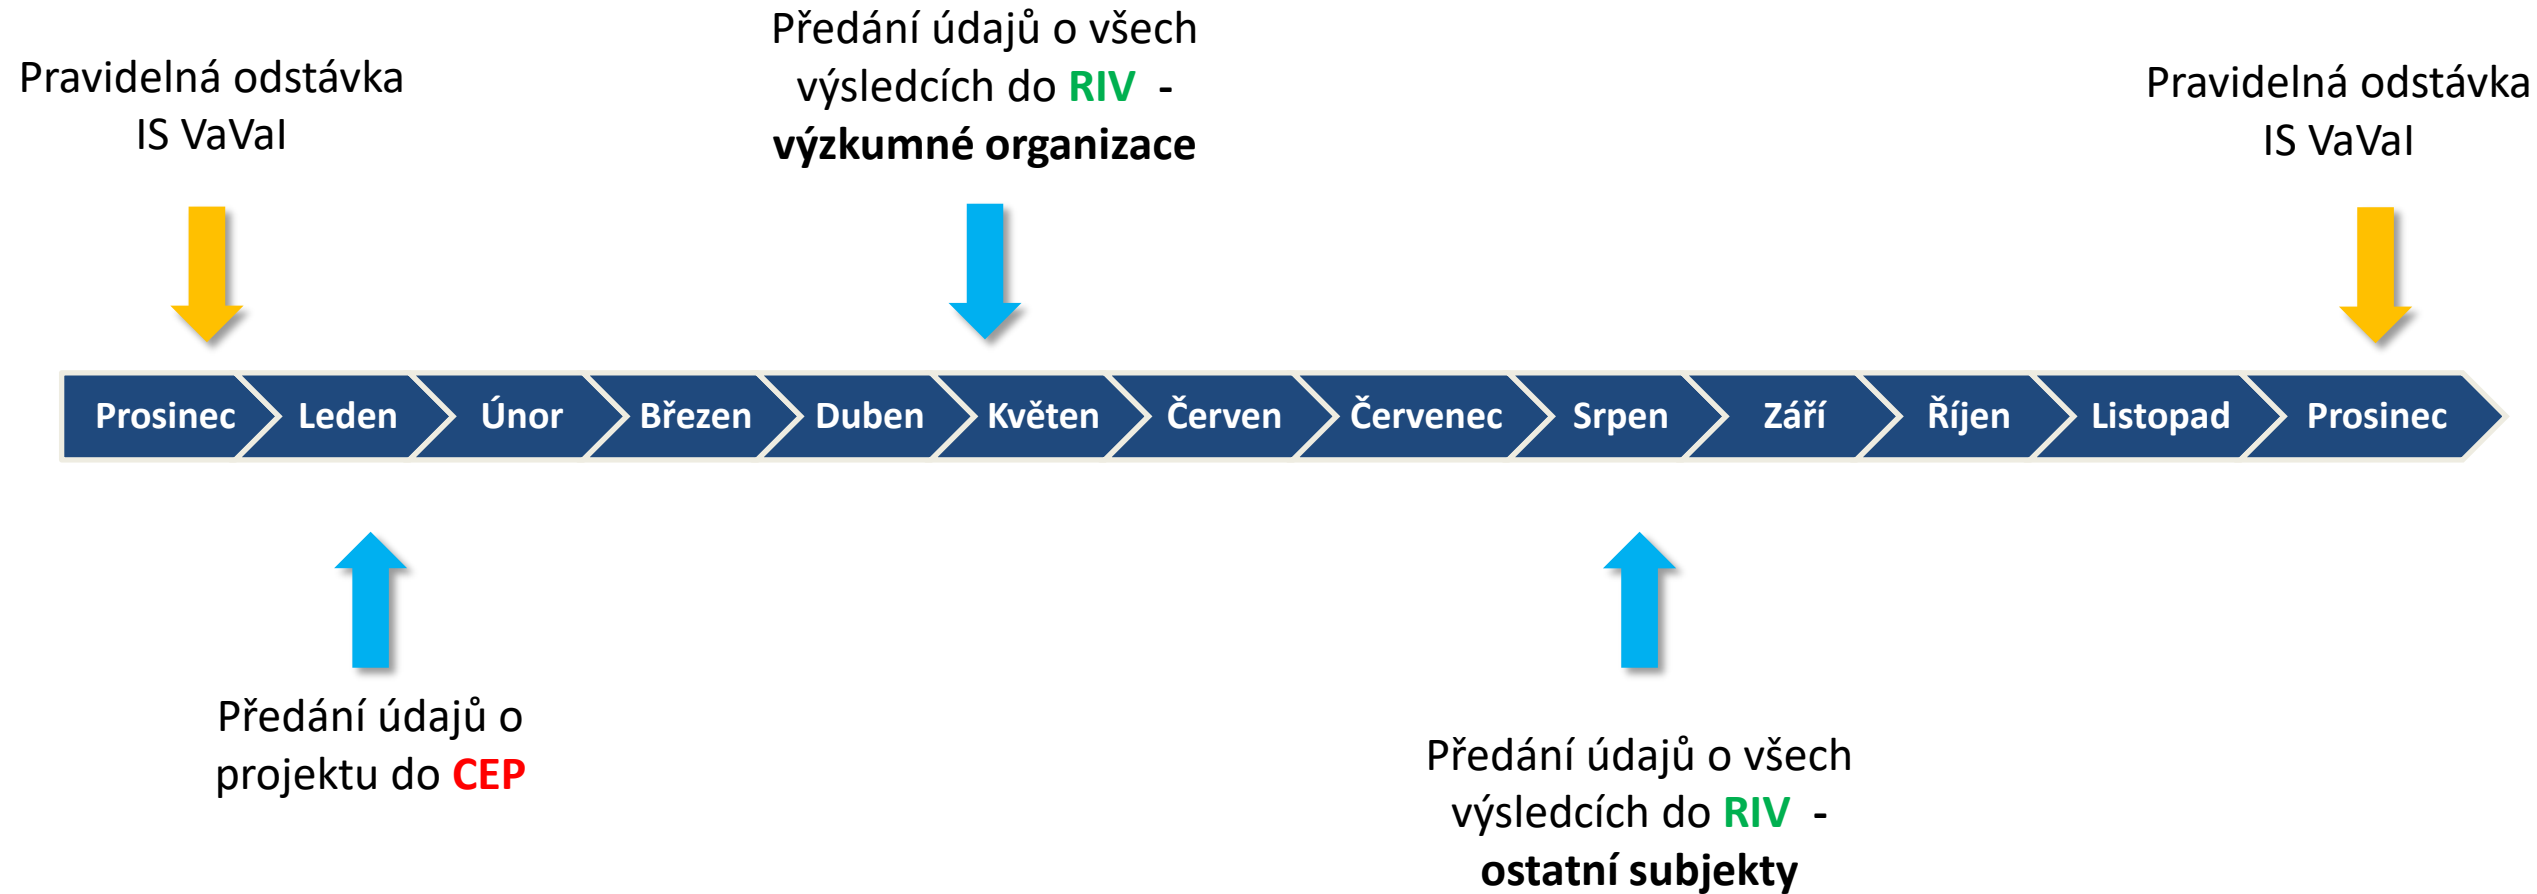 Pravidelná odstávka
IS VaVaI
Předání údajů o všech
výsledcích do RIV -
výzkumné organizace
Pravidelná odstávka
IS VaVaI
Prosinec
Leden
Únor
Březen
Duben
Květen
Červen
Červenec
Srpen
Září
Říjen
Listopad
Prosinec
Předání údajů o
projektu do CEP
Předání údajů o všech
výsledcích do RIV -
ostatní subjekty